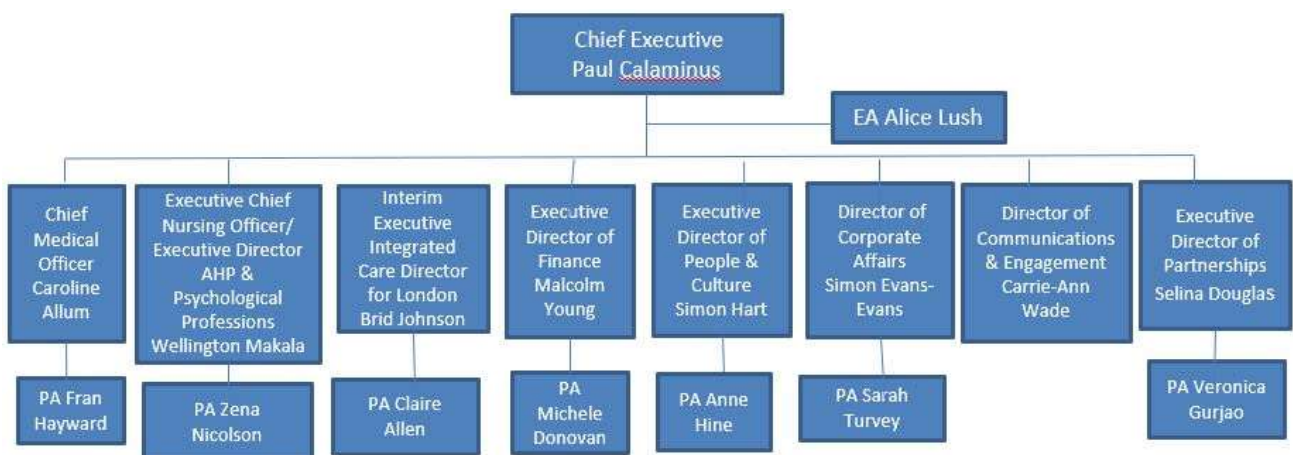 Chief Executive
Paul Calaminus
EA Alice Lush
Chief
Medical
Officer
Caroline
Allum
Executive Chief
Nursing Officer/
Executive Director
AHP &
Psychological
Professions
Wellington Makala
Interim
Executive
Integrated
Care Director
for London
Brid Johnson
Executive
Director of
Finance
Malcolm
Young
Executive
Director of
People &
Culture
Simon Hart
Director of
Corporate
Affairs
Simon Evans-
Evans
Director of
Communications
& Engagement
Carrie-Ann
Wade
Executive
Director of
Partnerships
Selina Douglas
PA Fran
Hayward
PA Zena
Nicolson
PA Claire
Allen
PA
Michele
Donovan
PA Anne
Hine
PA Sarah
Turvey
PA Veronica
Gurjao